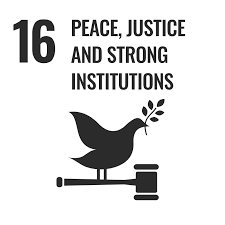 16 PEACE, JUSTICE
AND STRONG
INSTITUTIONS